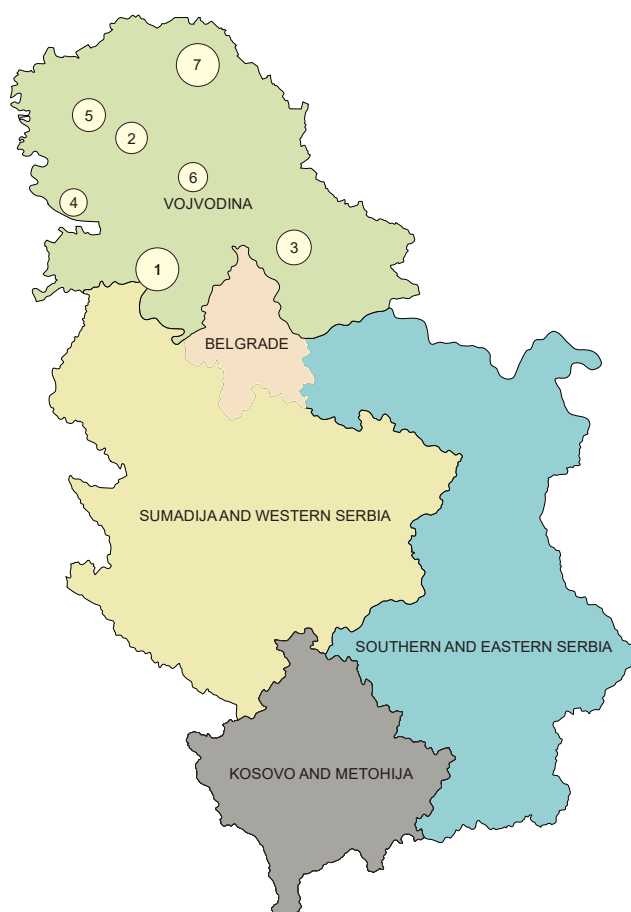 7
5
2
6
4
VOJVODINA
3
1
BELGRADE
SUMADIJA AND WESTERN SERBIA
SOUTHERN AND EASTERN SERBIA
KOSOVO AND METOHIJA